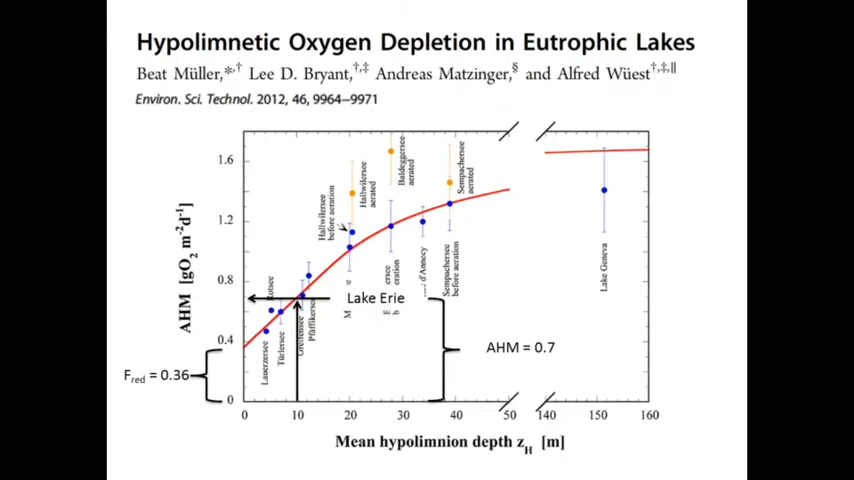 Hypolimnetic Oxygen Depletion in Eutrophic Lakes
Beat Müller,*,† Lee D. Bryant,†,‡ Andreas Matzinger,§ and Alfred Wüest†,‡,||
Environ. Sci. Technol. 2012, 46, 9964−9971
AHM [gO2 m-2d-1]
1.6
1.2
0.8
0.4
0
Fred = 0.36
Lauerzersee
Türlersee
Greifensee
Pfäffikersee
Hallwilersee
before aeration
Hallwilersee
aerated
Baldeggersee
aerated
Sempachersee
aerated
Sempachersee
before aeration
d'Annecy
Lake Geneva
Lake Erie
AHM = 0.7
0 10 20 30 40 50 140 150 160
Mean hypolimnion depth zH [m]